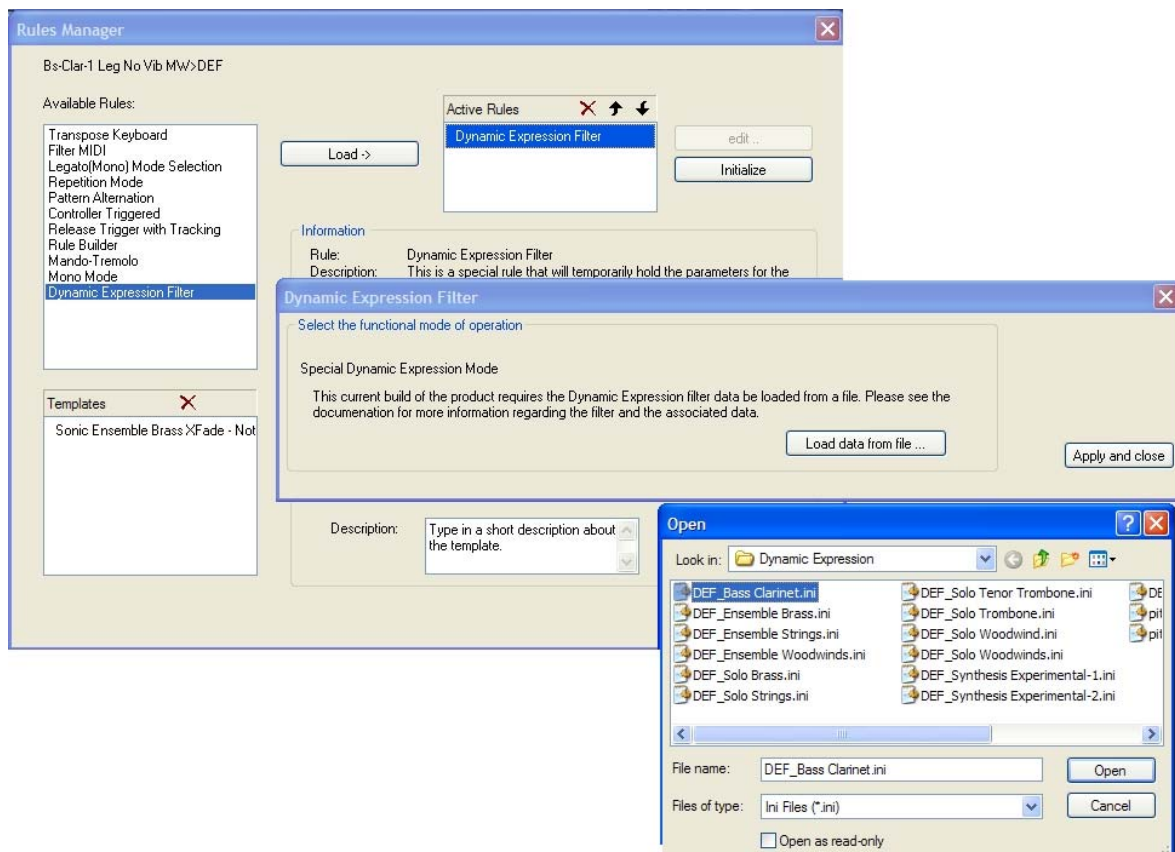 Rules Manager
Bs-Clar-1 Leg No Vib MW>DEF
Available Rules:
Transpose Keyboard
Filter MIDI
Legato(Mono) Mode Selection
Repetition Mode
Pattern Alternation
Controller Triggered
Release Trigger with Tracking
Rule Builder
Mando-Tremolo
Mono Mode
Dynamic Expression Filter
Load ->
Active Rules
Dynamic Expression Filter
edit ..
Initialize
Information
Rule: Dynamic Expression Filter
Description: This is a special rule that will temporarily hold the parameters for the
Templates
Sonic Ensemble Brass XFade - Not
Dynamic Expression Filter
Select the functional mode of operation
Special Dynamic Expression Mode
This current build of the product requires the Dynamic Expression filter data be loaded from a file. Please see the
documenation for more information regarding the filter and the associated data.
Load data from file ...
Apply and close
Description:
Type in a short description about
the template.
Open
Look in: Dynamic Expression
DEF_Bass Clarinet.ini
DEF_Ensemble Brass.ini
DEF_Ensemble Strings.ini
DEF_Ensemble Woodwinds.ini
DEF_Solo Brass.ini
DEF_Solo Strings.ini
DEF_Solo Tenor Trombone.ini
DEF_Solo Trombone.ini
DEF_Solo Woodwind.ini
DEF_Solo Woodwinds.ini
DEF_Synthesis Experimental-1.ini
DEF_Synthesis Experimental-2.ini
DE
pit
pit
File name: DEF_Bass Clarinet.ini
Open
Files of type: Ini Files (*.ini)
Cancel
Open as read-only